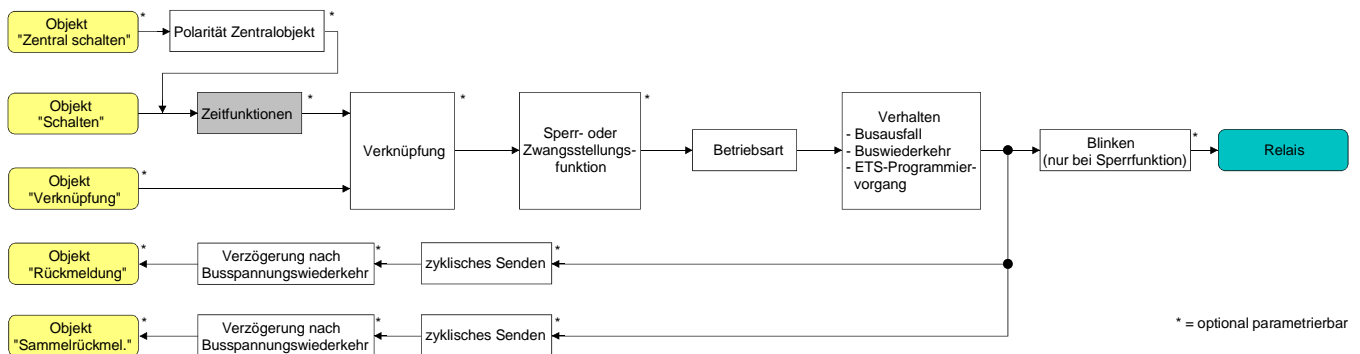 Objekt
"Zentral schalten"
*
Polarität Zentralobjekt
*
Objekt
"Schalten"
Zeitfunktionen
*
Verknüpfung
*
Sperr- oder
Zwangsstellungs-
funktion
*
Betriebsart
Verhalten
- Busausfall
- Buswiederkehr
- ETS-Programmier-
vorgang
Blinken
(nur bei Sperrfunktion)
*
Relais
Objekt
"Verknüpfung"
*
Objekt
"Rückmeldung"
*
Verzögerung nach
Busspannungswiederkehr
*
zyklisches Senden
*
Objekt
"Sammelrückmel."
*
Verzögerung nach
Busspannungswiederkehr
*
zyklisches Senden
*
* = optional parametrierbar